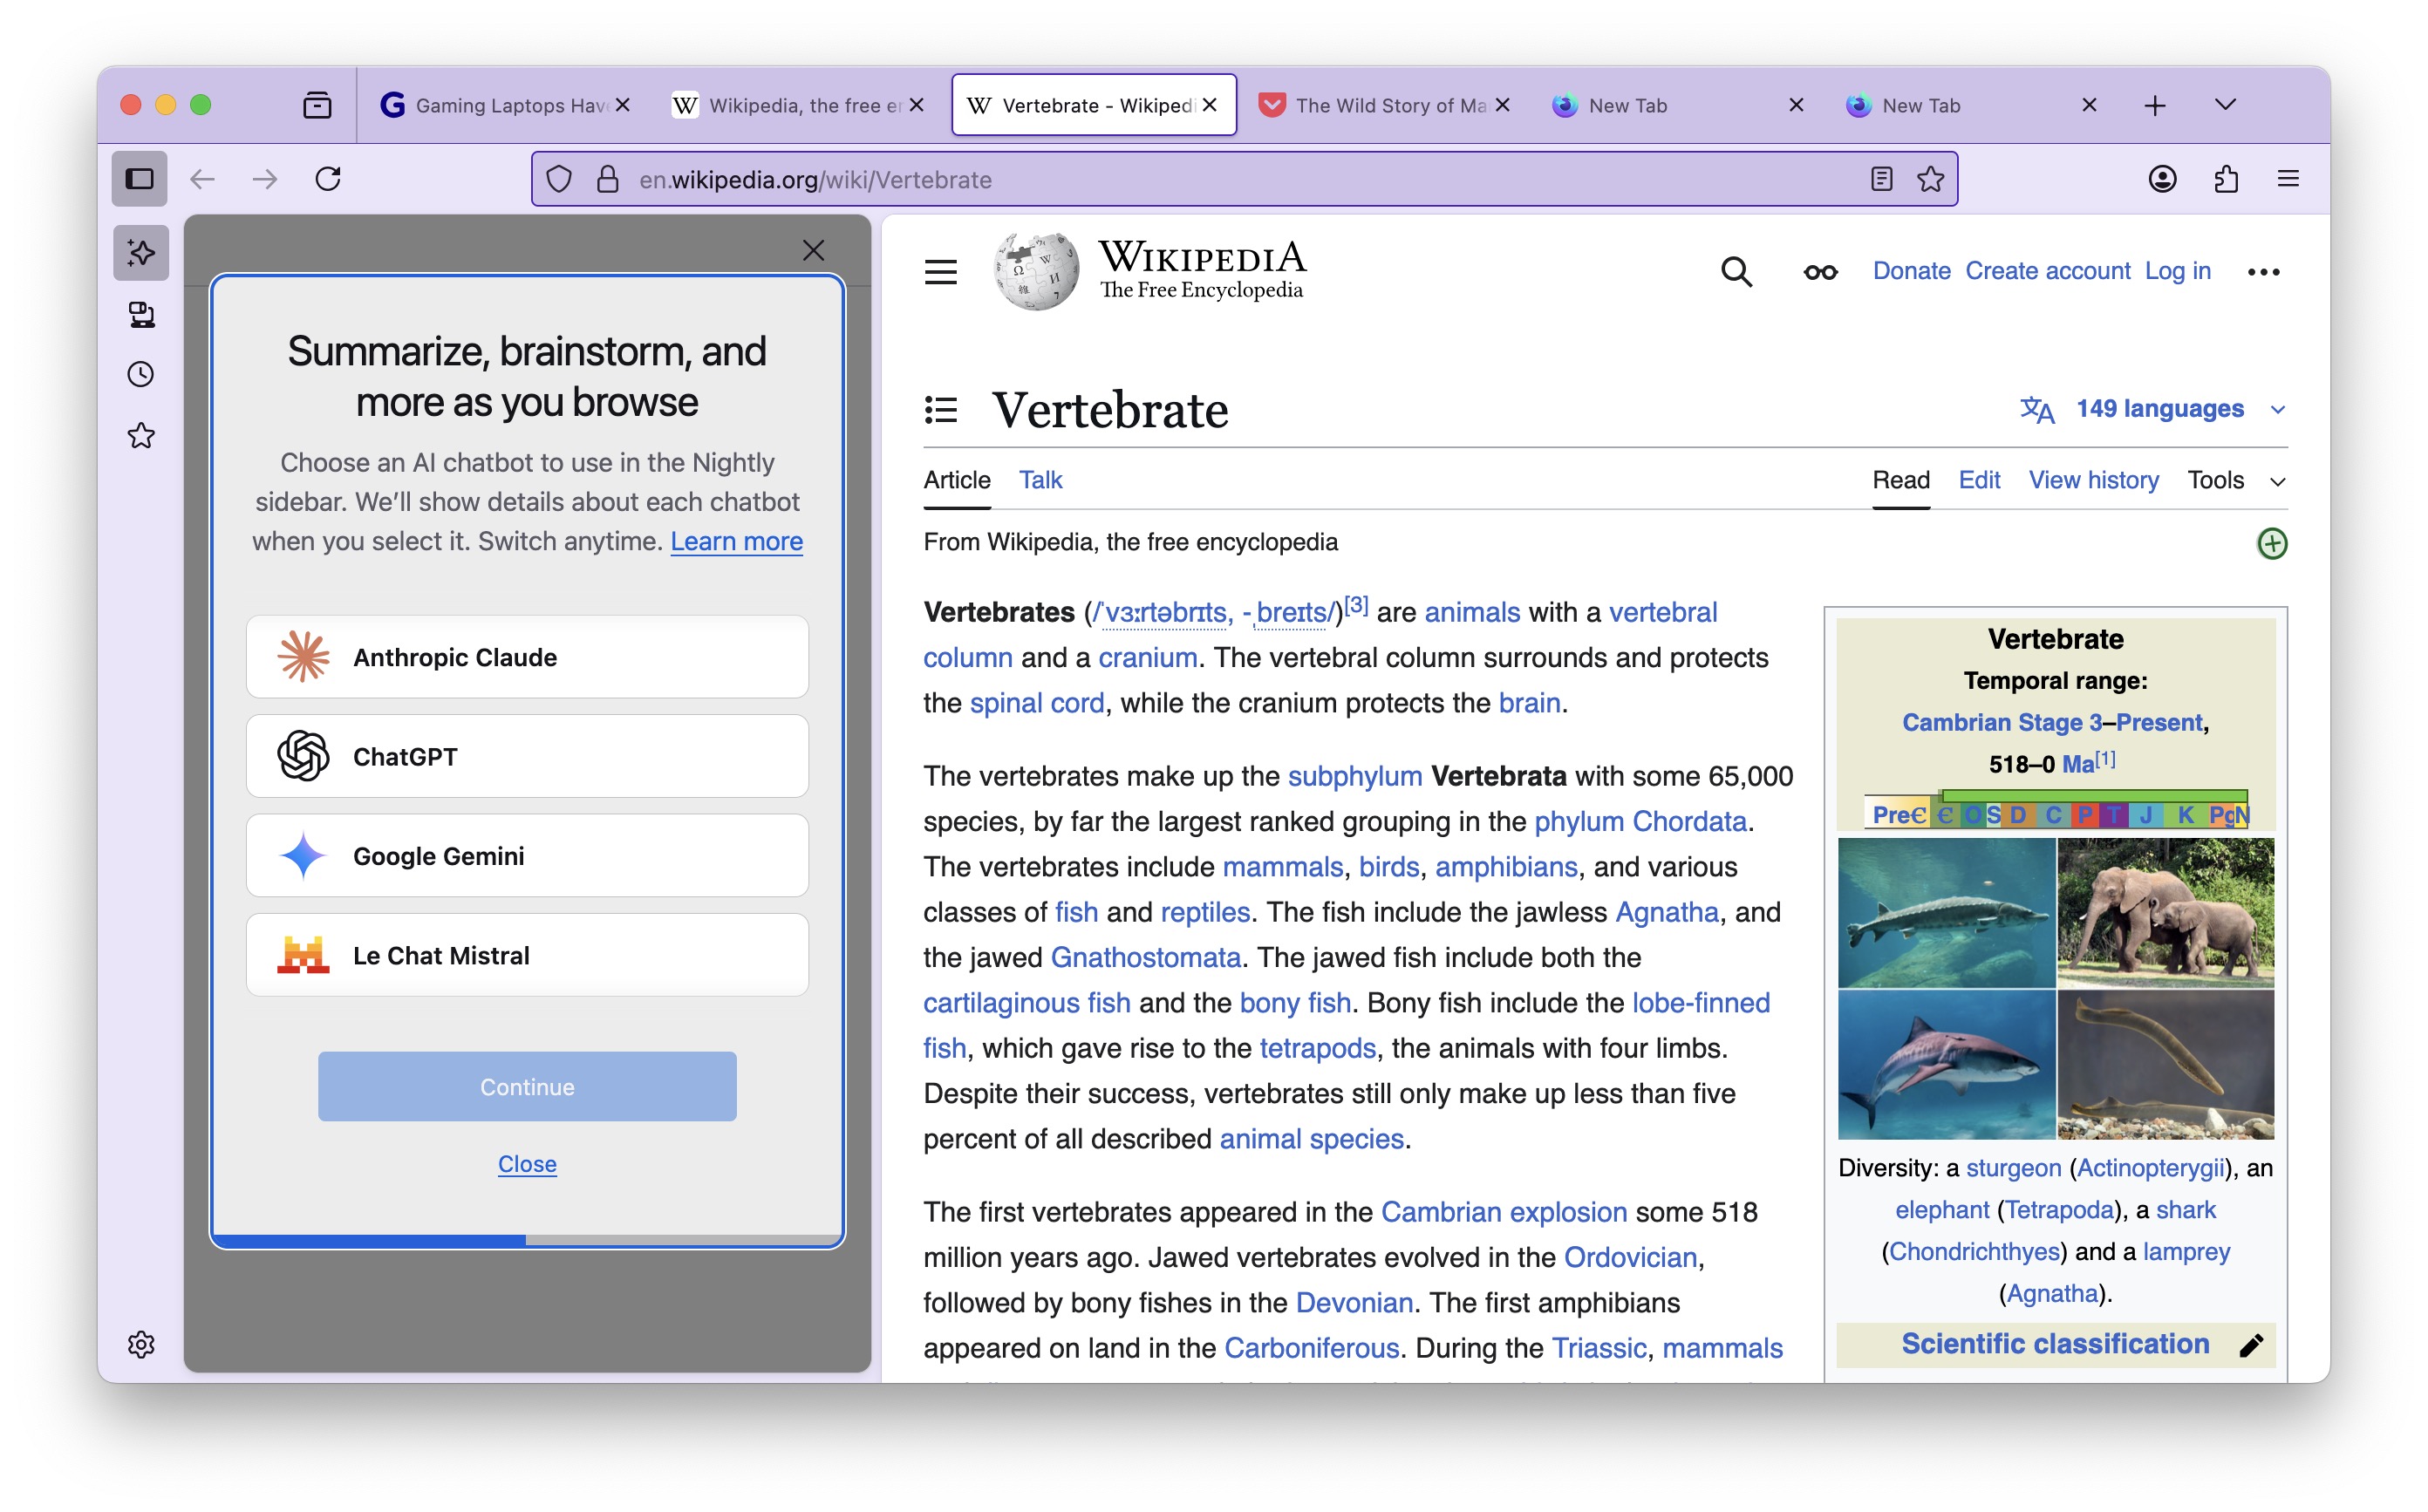 Gaming Laptops Have
Wikipedia, the free er
Vertebrate - Wikiped
The Wild Story of Ma
New Tab
New Tab
en.wikipedia.org/wiki/Vertebrate
Summarize, brainstorm, and
more as you browse
Choose an AI chatbot to use in the Nightly
sidebar. We’ll show details about each chatbot
when you select it. Switch anytime. Learn more
Anthropic Claude
ChatGPT
Google Gemini
Le Chat Mistral
Continue
Close
WIKIPEDIA
The Free Encyclopedia
Donate Create account Log in
Vertebrate
149 languages
Article Talk
Read Edit View history Tools
From Wikipedia, the free encyclopedia
Vertebrates (/ˈvɜːrtəbrɪts, -ˌbreɪts/)[3] are animals with a vertebral
column and a cranium. The vertebral column surrounds and protects
the spinal cord, while the cranium protects the brain.
The vertebrates make up the subphylum Vertebrata with some 65,000
species, by far the largest ranked grouping in the phylum Chordata.
The vertebrates include mammals, birds, amphibians, and various
classes of fish and reptiles. The fish include the jawless Agnatha, and
the jawed Gnathostomata. The jawed fish include both the
cartilaginous fish and the bony fish. Bony fish include the lobe-finned
fish, which gave rise to the tetrapods, the animals with four limbs.
Despite their success, vertebrates still only make up less than five
percent of all described animal species.
The first vertebrates appeared in the Cambrian explosion some 518
million years ago. Jawed vertebrates evolved in the Ordovician,
followed by bony fishes in the Devonian. The first amphibians
appeared on land in the Carboniferous. During the Triassic, mammals
Vertebrate
Temporal range:
Cambrian Stage 3–Present,
518–0 Ma[1]
PreꞒ Ꞓ O S D C P T J K Pg N
Diversity: a sturgeon (Actinopterygii), an
elephant (Tetrapoda), a shark
(Chondrichthyes) and a lamprey
(Agnatha).
Scientific classification